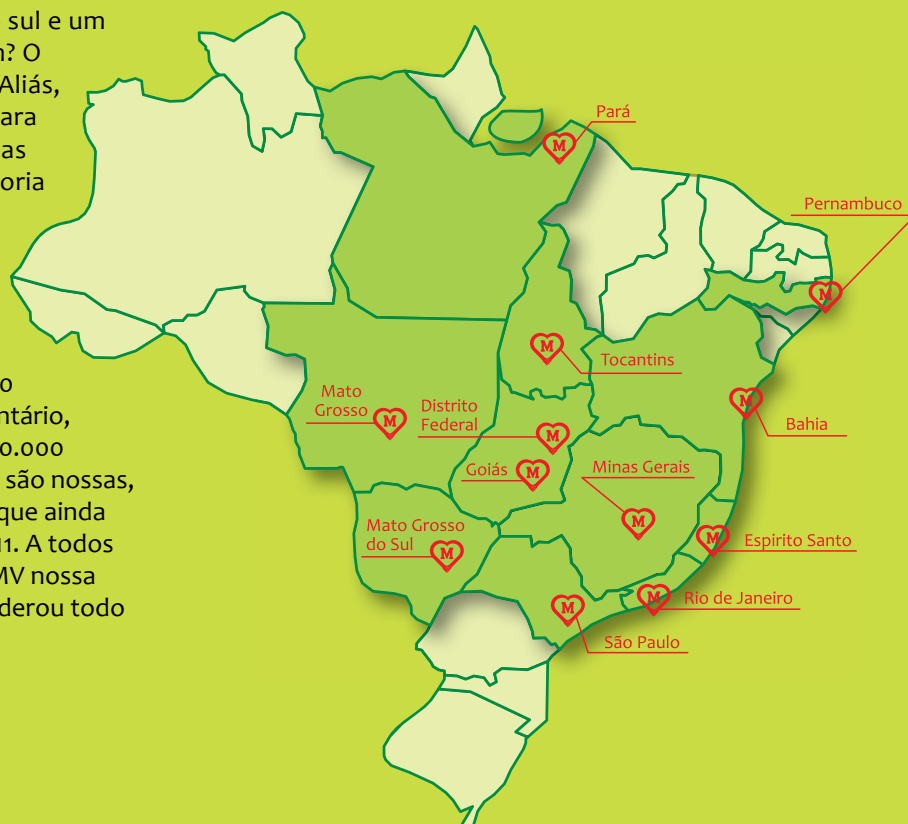 sul e um
? O
Aliás,
ara
as
oria
o
ntário,
0.000
são nossas,
que ainda
11. A todos
MV nossa
derou todo
Pará
M
Pernambuco
M
Tocantins
M
Mato
Grosso
M
Distrito
Federal
M
Bahia
M
Goiás
M
Minas Gerais
M
Mato Grosso
do Sul
M
Espirito Santo
M
Rio de Janeiro
M
São Paulo
M